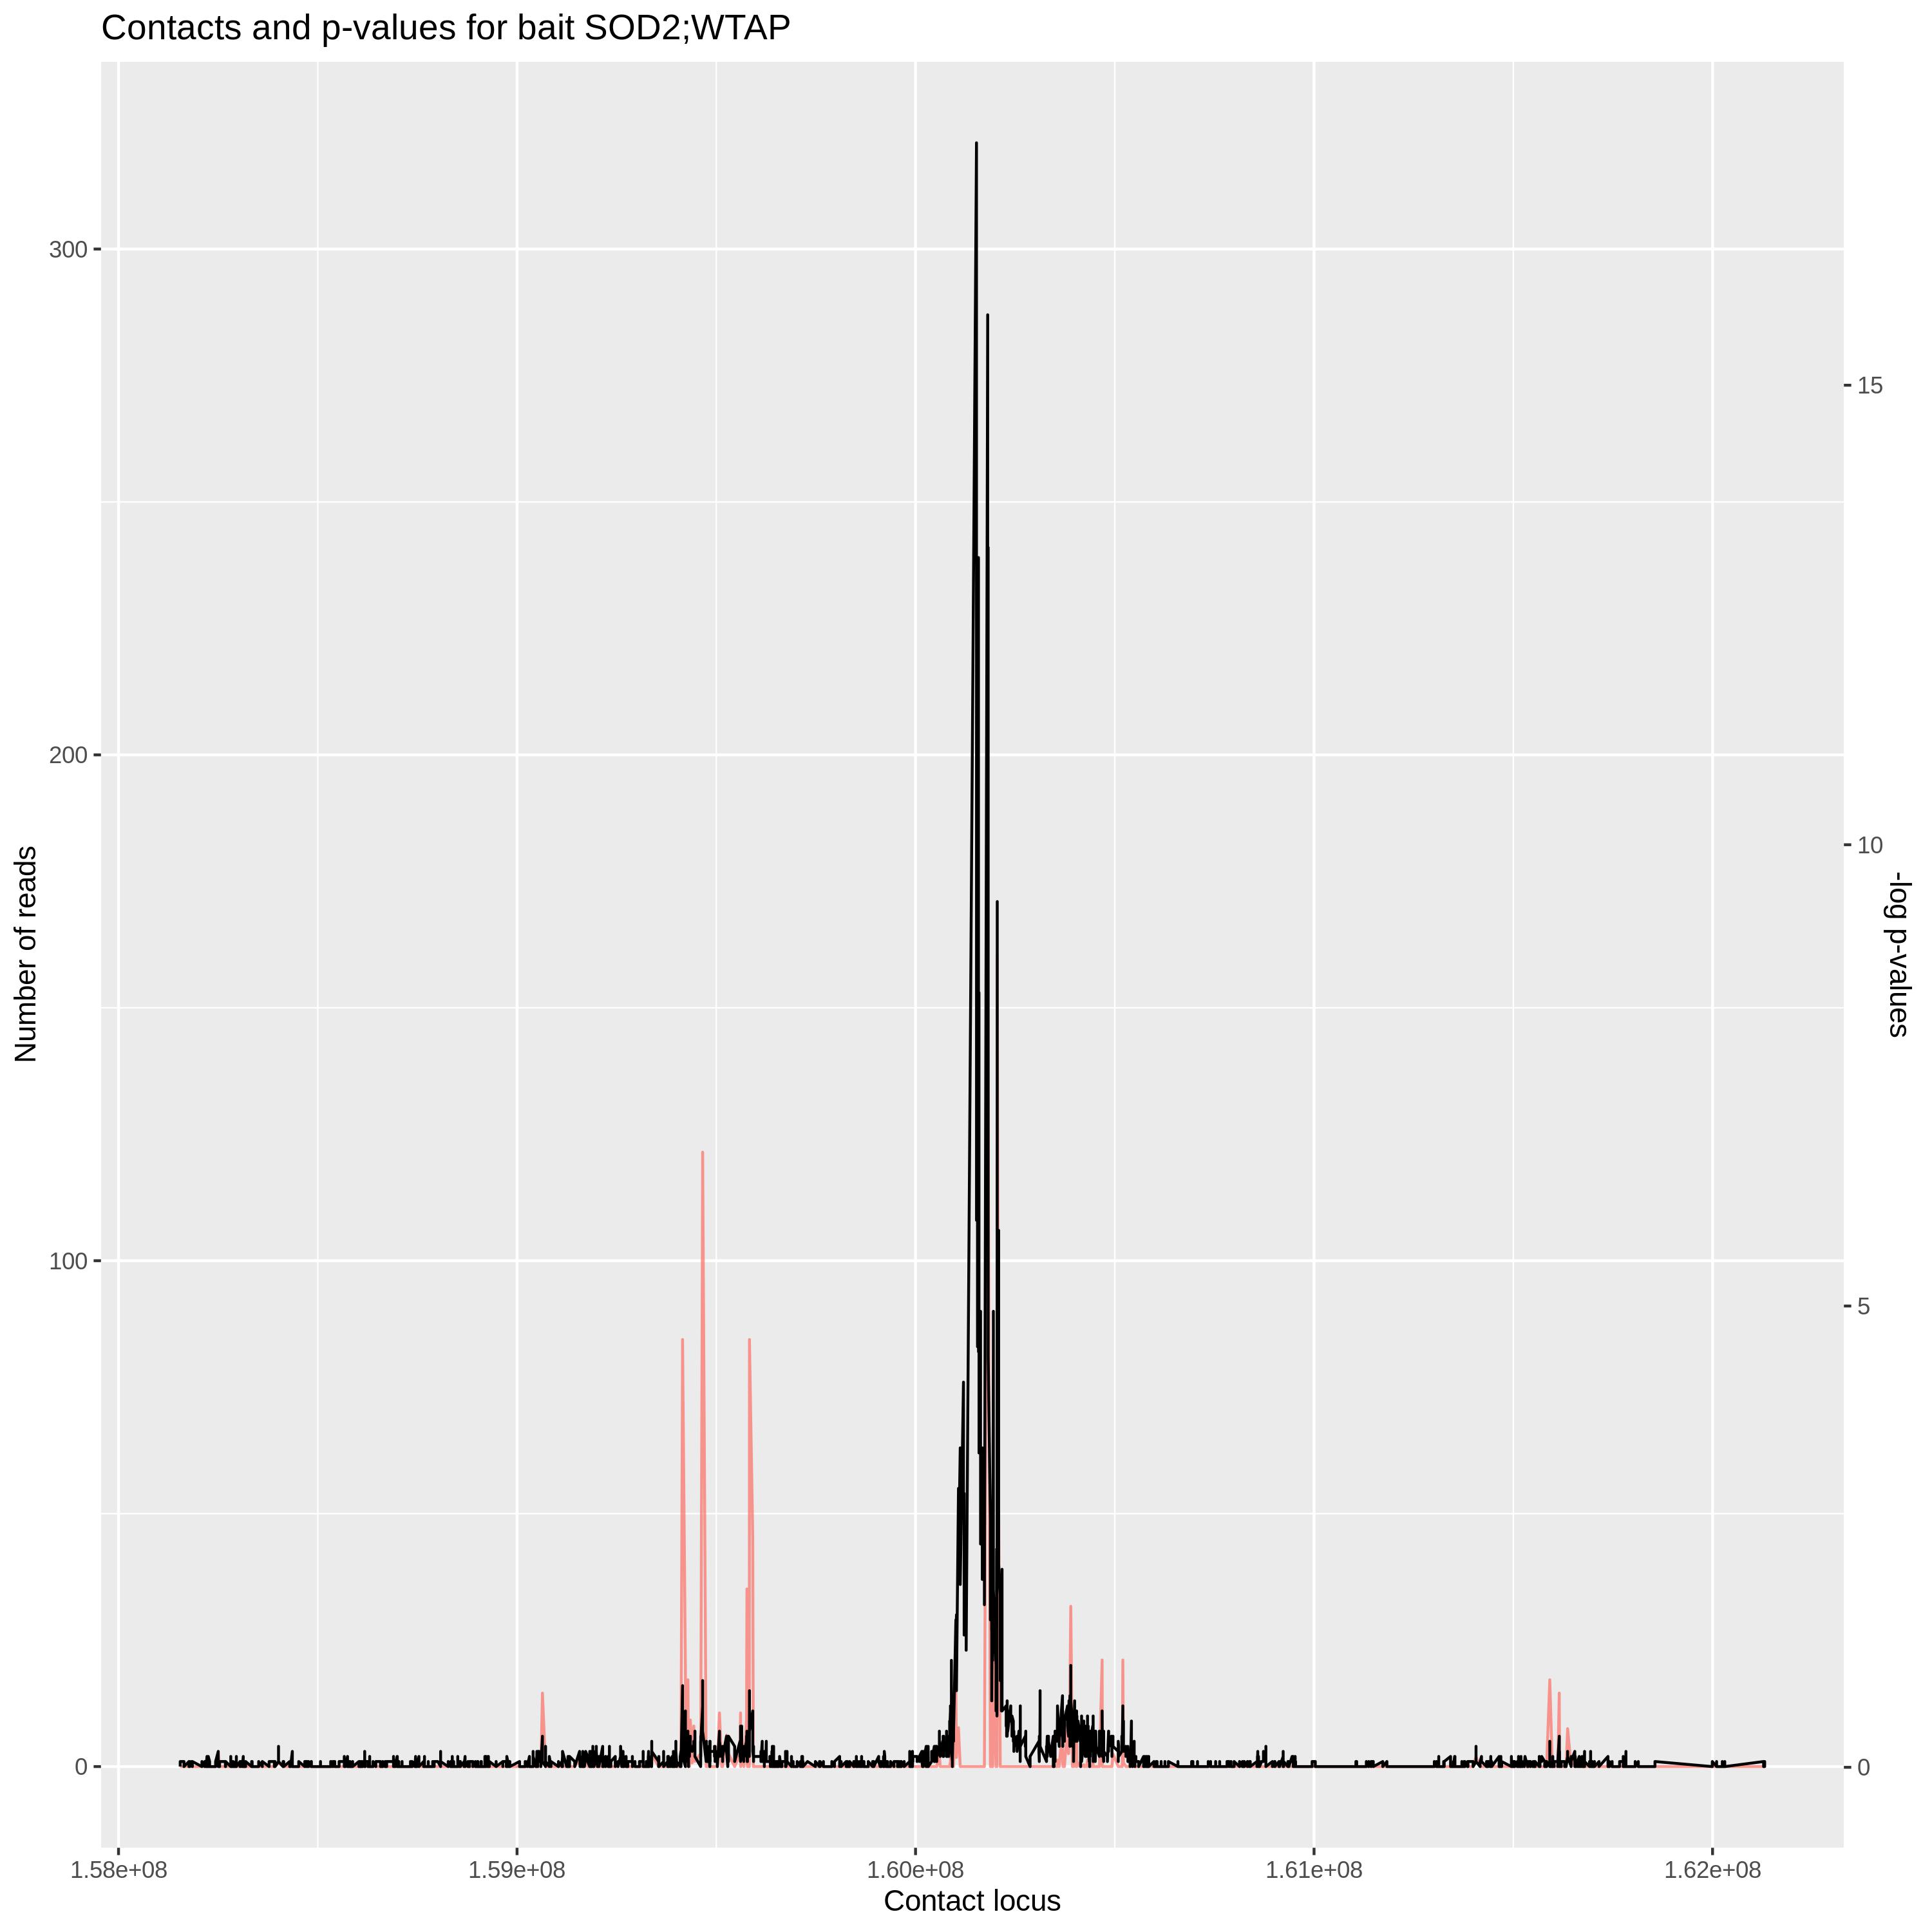 Contacts and p-values for bait SOD2;WTAP
300
200
100
0
Number of reads
15
10
5
0
-log p-values
1.58e+08 1.59e+08 1.60e+08 1.61e+08 1.62e+08
Contact locus